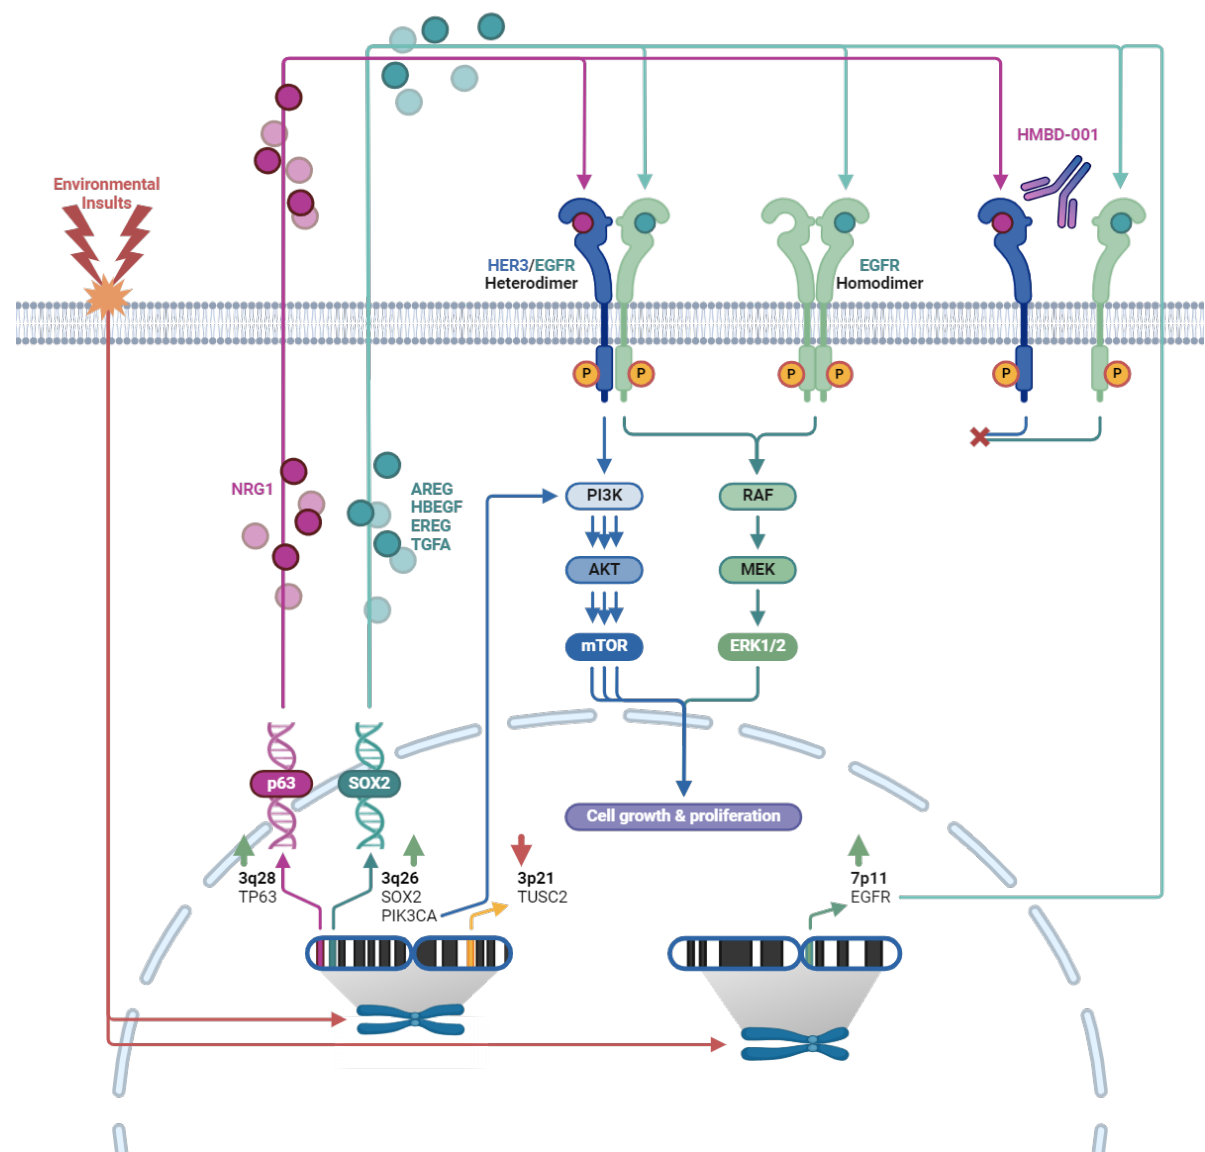 HMBD-001
Environmental
Insults
HER3/EGFR
Heterodimer
EGFR
Homodimer
P
P
P
P
P
P
NRG1
AREG
HBEGF
EREG
TGFA
PI3K
RAF
AKT
MEK
mTOR
ERK1/2
p63
SOX2
Cell growth & proliferation
3q28
TP63
3q26
SOX2
PIK3CA
3p21
TUSC2
7p11
EGFR